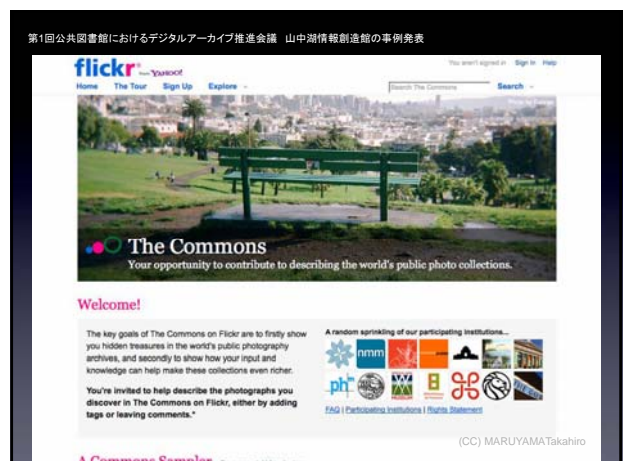 第1回公共図書館におけるデジタルアーカイブ推進会議　山中湖情報創造館の事例発表
flickr from YAHOO!
You aren't signed in Sign In Help
Home The Tour Sign Up Explore
Search The Commons Search
The Commons
Your opportunity to contribute to describing the world's public photo collections.
Welcome!
The key goals of The Commons on Flickr are to firstly show
you hidden treasures in the world's public photography
archives, and secondly to show how your input and
knowledge can help make these collections even richer.
You're invited to help describe the photographs you
discover in The Commons on Flickr, either by adding
tags or leaving comments.*
A random sprinkling of our participating institutions...
nmm
ph
MUSEUM
FAQ | Participating Institutions | Rights Statement
(CC) MARUYAMATakahiro
A Commons Sampler